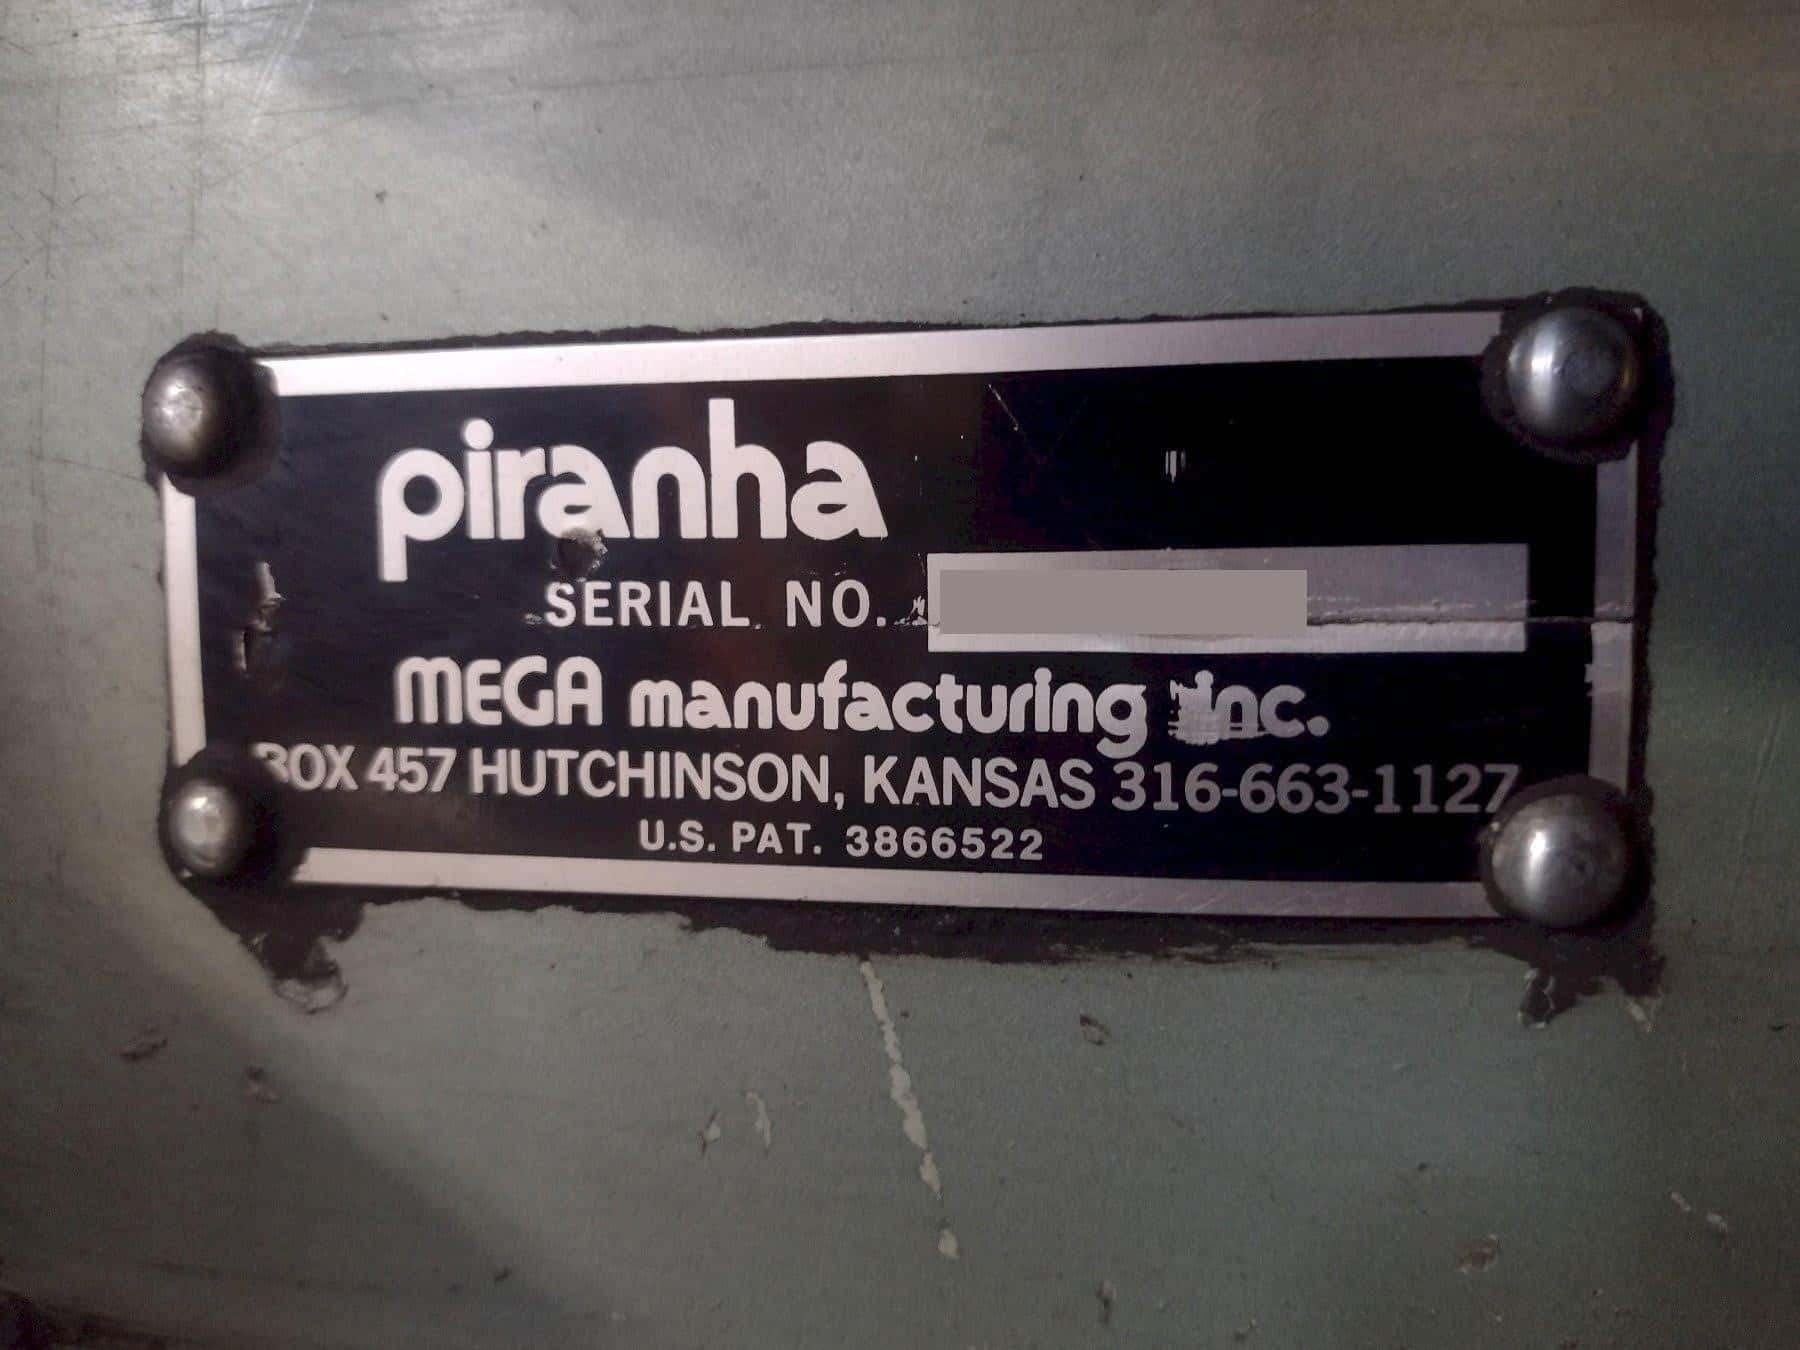 piranha
SERIAL NO.
MEGA manufacturing inc.
BOX 457 HUTCHINSON, KANSAS 316-663-1127
U.S. PAT. 3866522